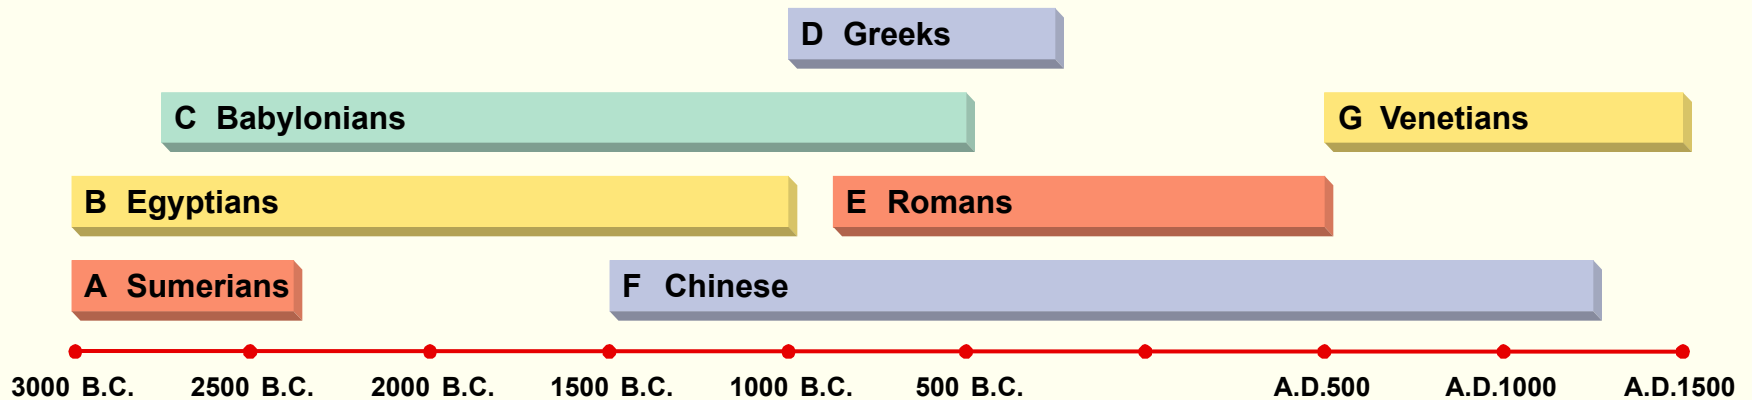 D Greeks
C Babylonians
G Venetians
B Egyptians
E Romans
A Sumerians
F Chinese
3000 B.C. 2500 B.C. 2000 B.C. 1500 B.C. 1000 B.C. 500 B.C. A.D.500 A.D.1000 A.D.1500